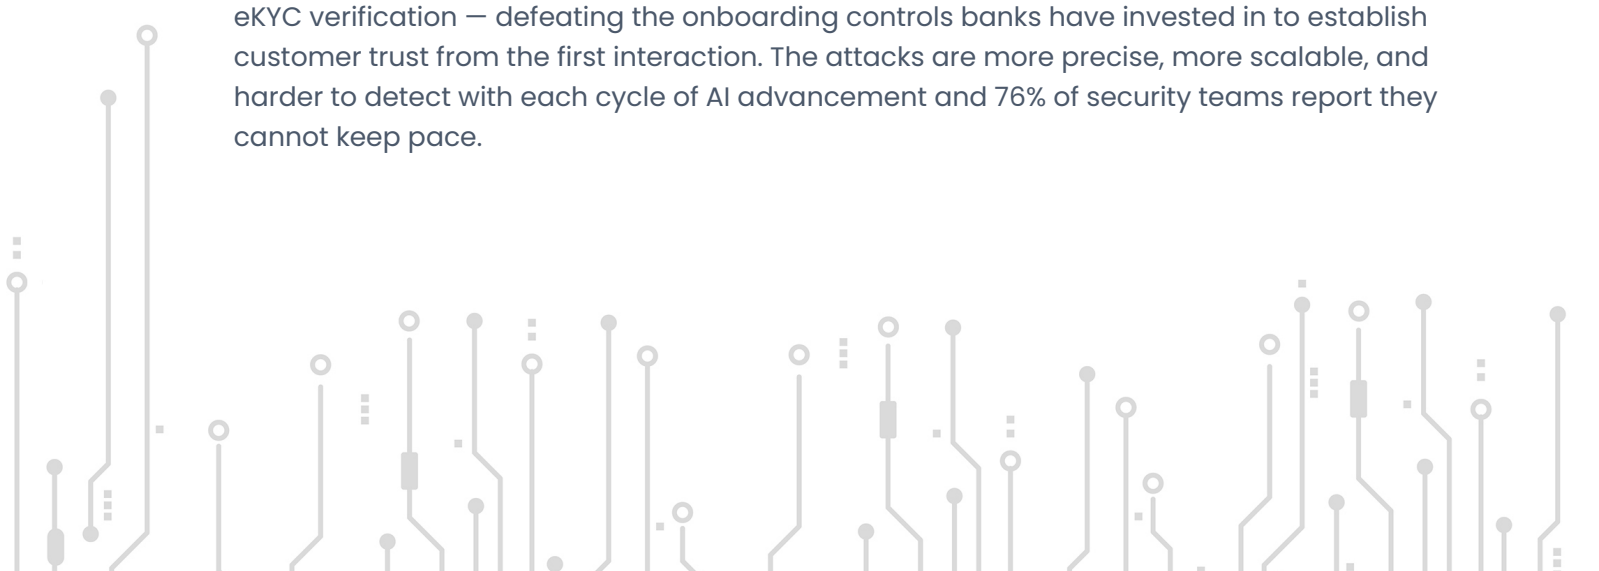 eKYC verification — defeating the onboarding controls banks have invested in to establish
customer trust from the first interaction. The attacks are more precise, more scalable, and
harder to detect with each cycle of AI advancement and 76% of security teams report they
cannot keep pace.